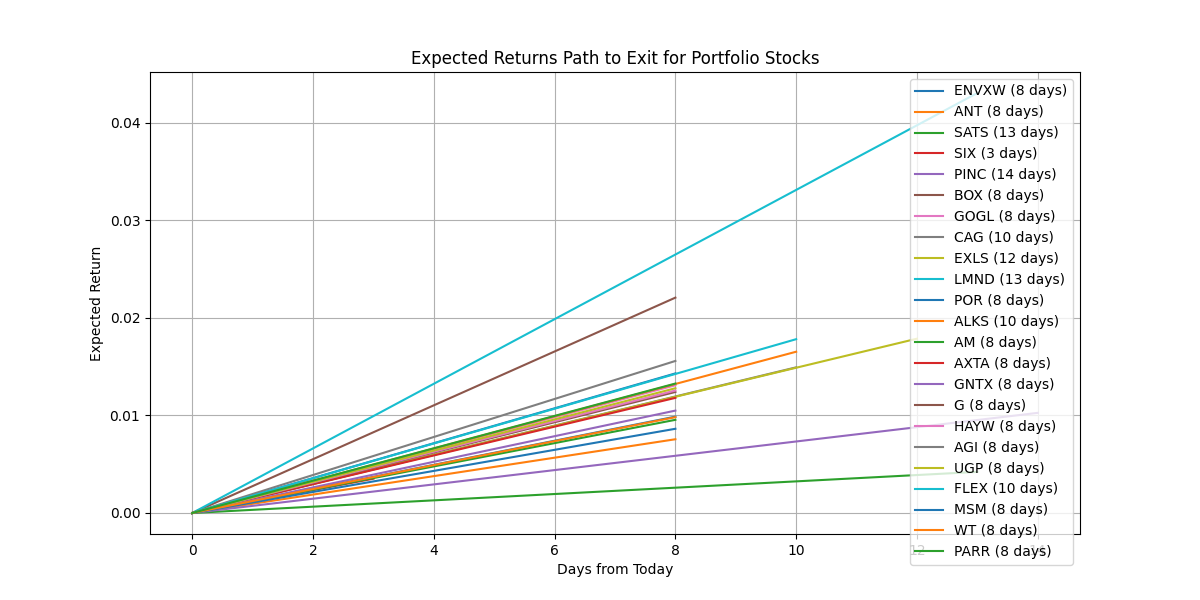 Expected Returns Path to Exit for Portfolio Stocks
Expected Return
0.04
0.03
0.02
0.01
0.00
ENVXW (8 days)
ANT (8 days)
SATS (13 days)
SIX (3 days)
PINC (14 days)
BOX (8 days)
GOGL (8 days)
CAG (10 days)
EXLS (12 days)
LMND (13 days)
POR (8 days)
ALKS (10 days)
AM (8 days)
AXTA (8 days)
GNTX (8 days)
G (8 days)
HAYW (8 days)
AGI (8 days)
UGP (8 days)
FLEX (10 days)
MSM (8 days)
WT (8 days)
PARR (8 days)
0 2 4 6 8 10 12
Days from Today